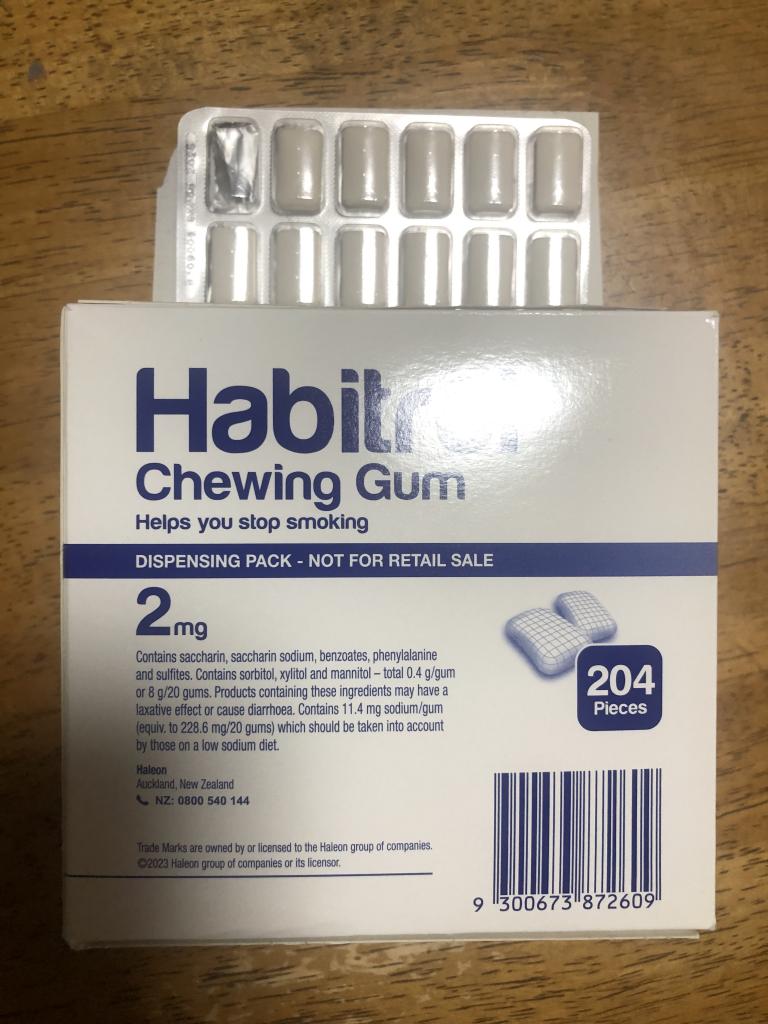 Habitrol
Chewing Gum
Helps you stop smoking
DISPENSING PACK - NOT FOR RETAIL SALE
2mg
Contains saccharin, saccharin sodium, benzoates, phenylalanine
and sulfites. Contains sorbitol, xylitol and mannitol – total 0.4 g/gum
or 8 g/20 gums. Products containing these ingredients may have a
laxative effect or cause diarrhoea. Contains 11.4 mg sodium/gum
(equiv. to 228.6 mg/20 gums) which should be taken into account
by those on a low sodium diet.
204
Pieces
Haleon
Auckland, New Zealand
NZ: 0800 540 144
Trade Marks are owned by or licensed to the Haleon group of companies.
©2023 Haleon group of companies or its licensor.
9 300673 872609